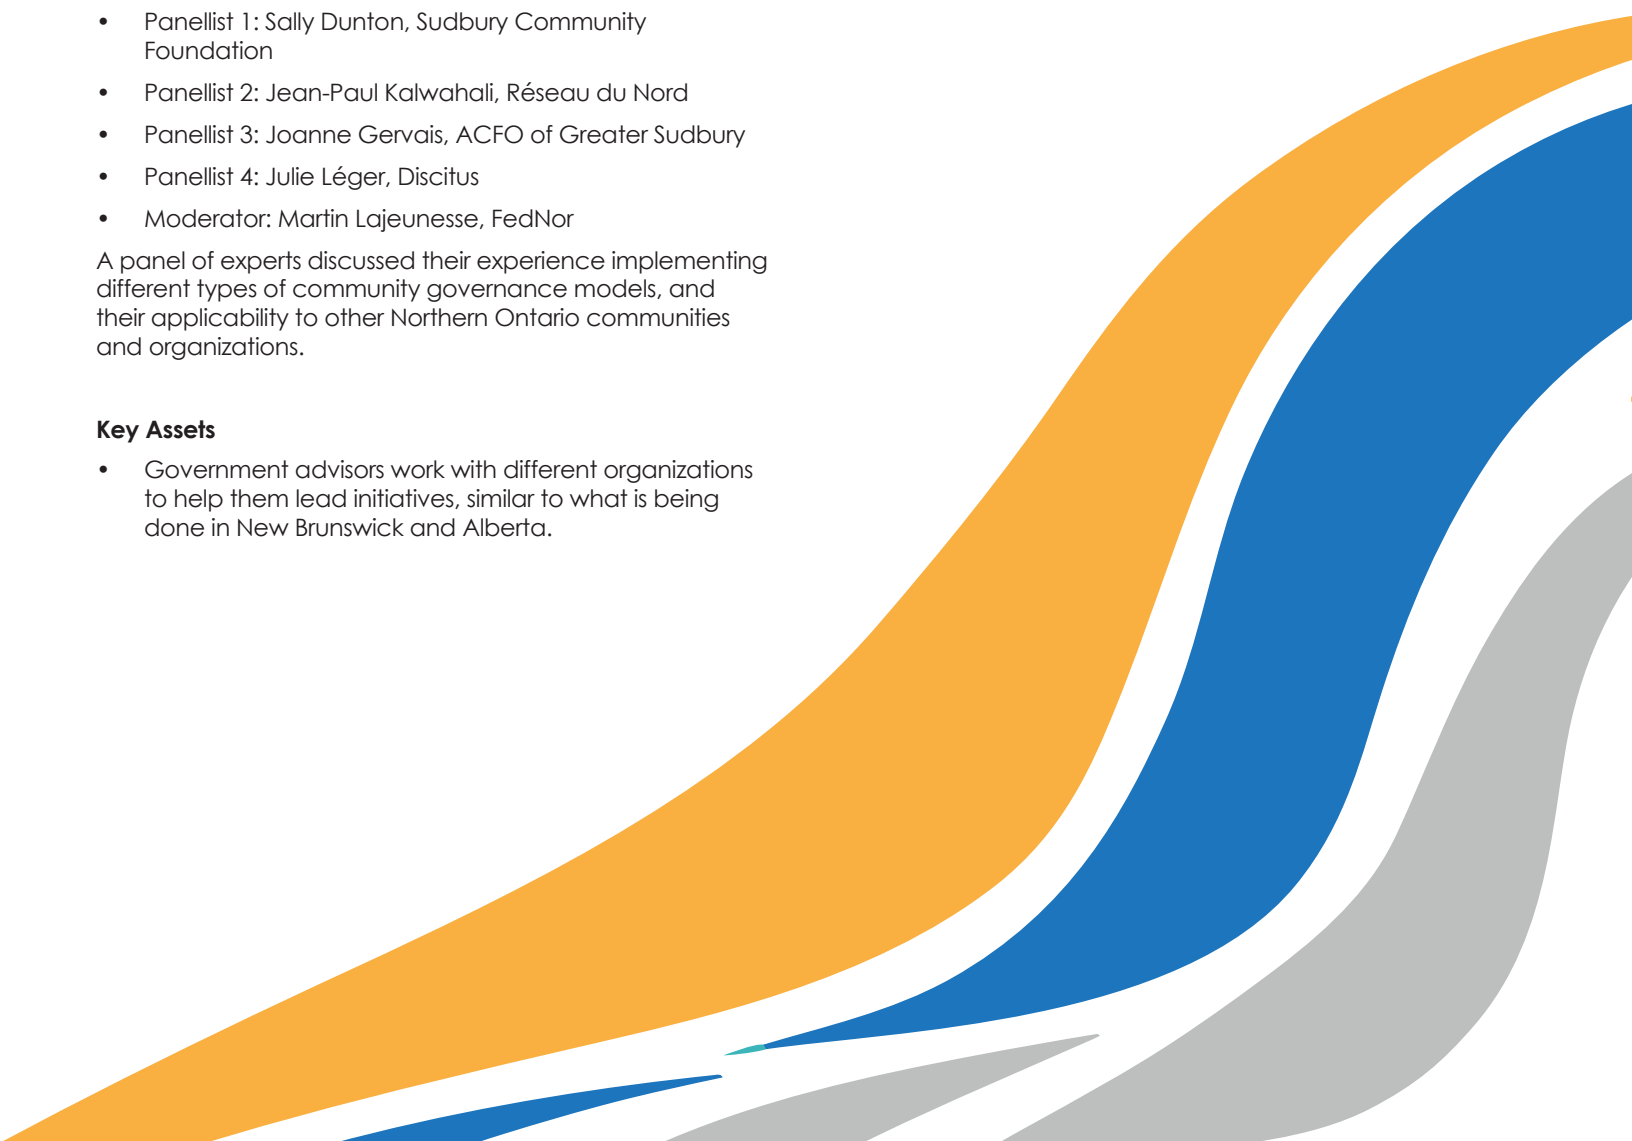 • Panellist 1: Sally Dunton, Sudbury Community
Foundation
• Panellist 2: Jean-Paul Kalwahali, Réseau du Nord
• Panellist 3: Joanne Gervais, ACFO of Greater Sudbury
• Panellist 4: Julie Léger, Discitus
• Moderator: Martin Lajeunesse, FedNor
A panel of experts discussed their experience implementing
different types of community governance models, and
their applicability to other Northern Ontario communities
and organizations.
Key Assets
• Government advisors work with different organizations
to help them lead initiatives, similar to what is being
done in New Brunswick and Alberta.